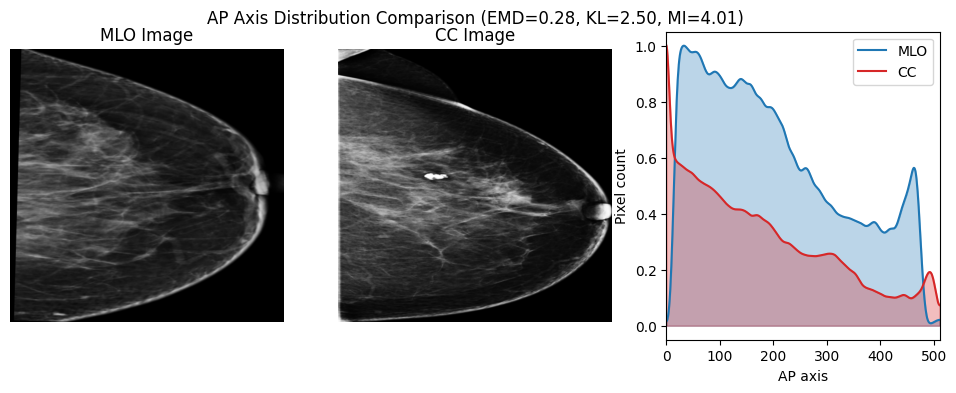 AP Axis Distribution Comparison (EMD=0.28, KL=2.50, MI=4.01)
MLO Image
CC Image
MLO
CC
Pixel count
1.0
0.8
0.6
0.4
0.2
0.0
0 100 200 300 400 500
AP axis